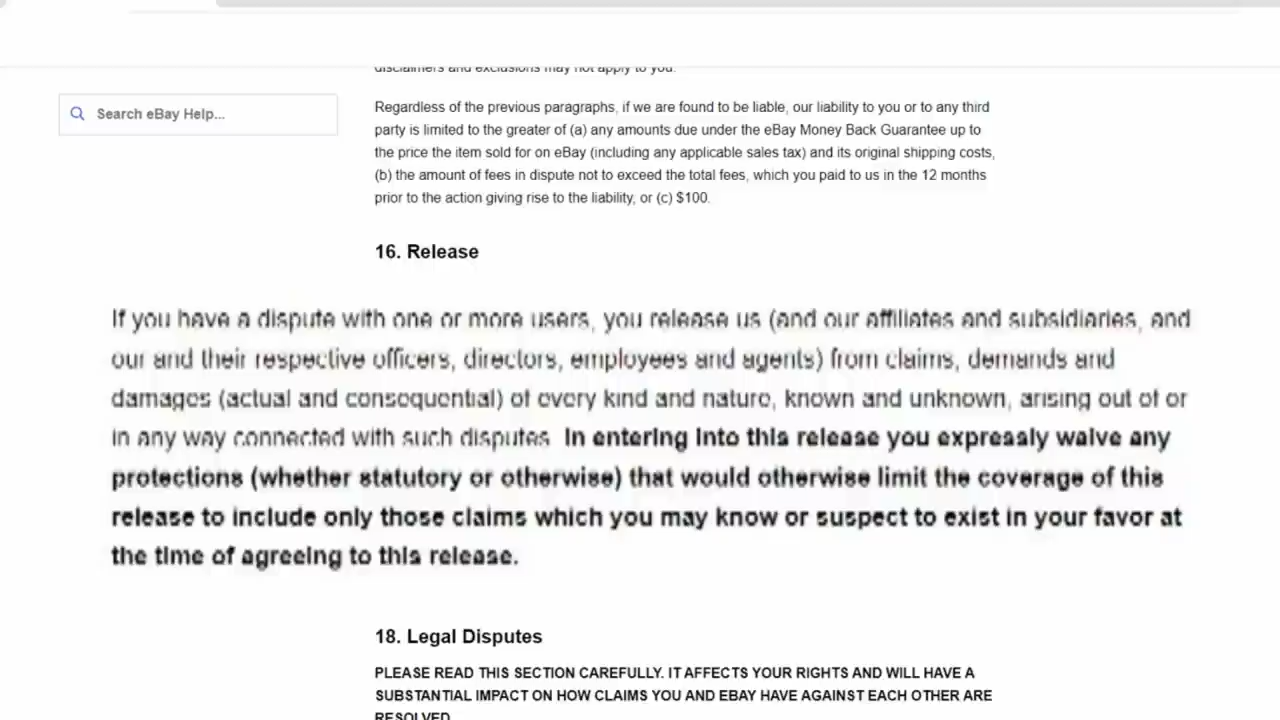 disclaimers and exclusions may not apply to you.
Search eBay Help...
Regardless of the previous paragraphs, if we are found to be liable, our liability to you or to any third
party is limited to the greater of (a) any amounts due under the eBay Money Back Guarantee up to
the price the item sold for on eBay (including any applicable sales tax) and its original shipping costs,
(b) the amount of fees in dispute not to exceed the total fees, which you paid to us in the 12 months
prior to the action giving rise to the liability, or (c) $100.
16. Release
If you have a dispute with one or more users, you release us (and our affiliates and subsidiaries, and
our and their respective officers, directors, employees and agents) from claims, demands and
damages (actual and consequential) of every kind and nature, known and unknown, arising out of or
in any way connected with such disputes. In entering into this release you expressly waive any
protections (whether statutory or otherwise) that would otherwise limit the coverage of this
release to include only those claims which you may know or suspect to exist in your favor at
the time of agreeing to this release.
18. Legal Disputes
PLEASE READ THIS SECTION CAREFULLY. IT AFFECTS YOUR RIGHTS AND WILL HAVE A
SUBSTANTIAL IMPACT ON HOW CLAIMS YOU AND EBAY HAVE AGAINST EACH OTHER ARE
RESOLVED